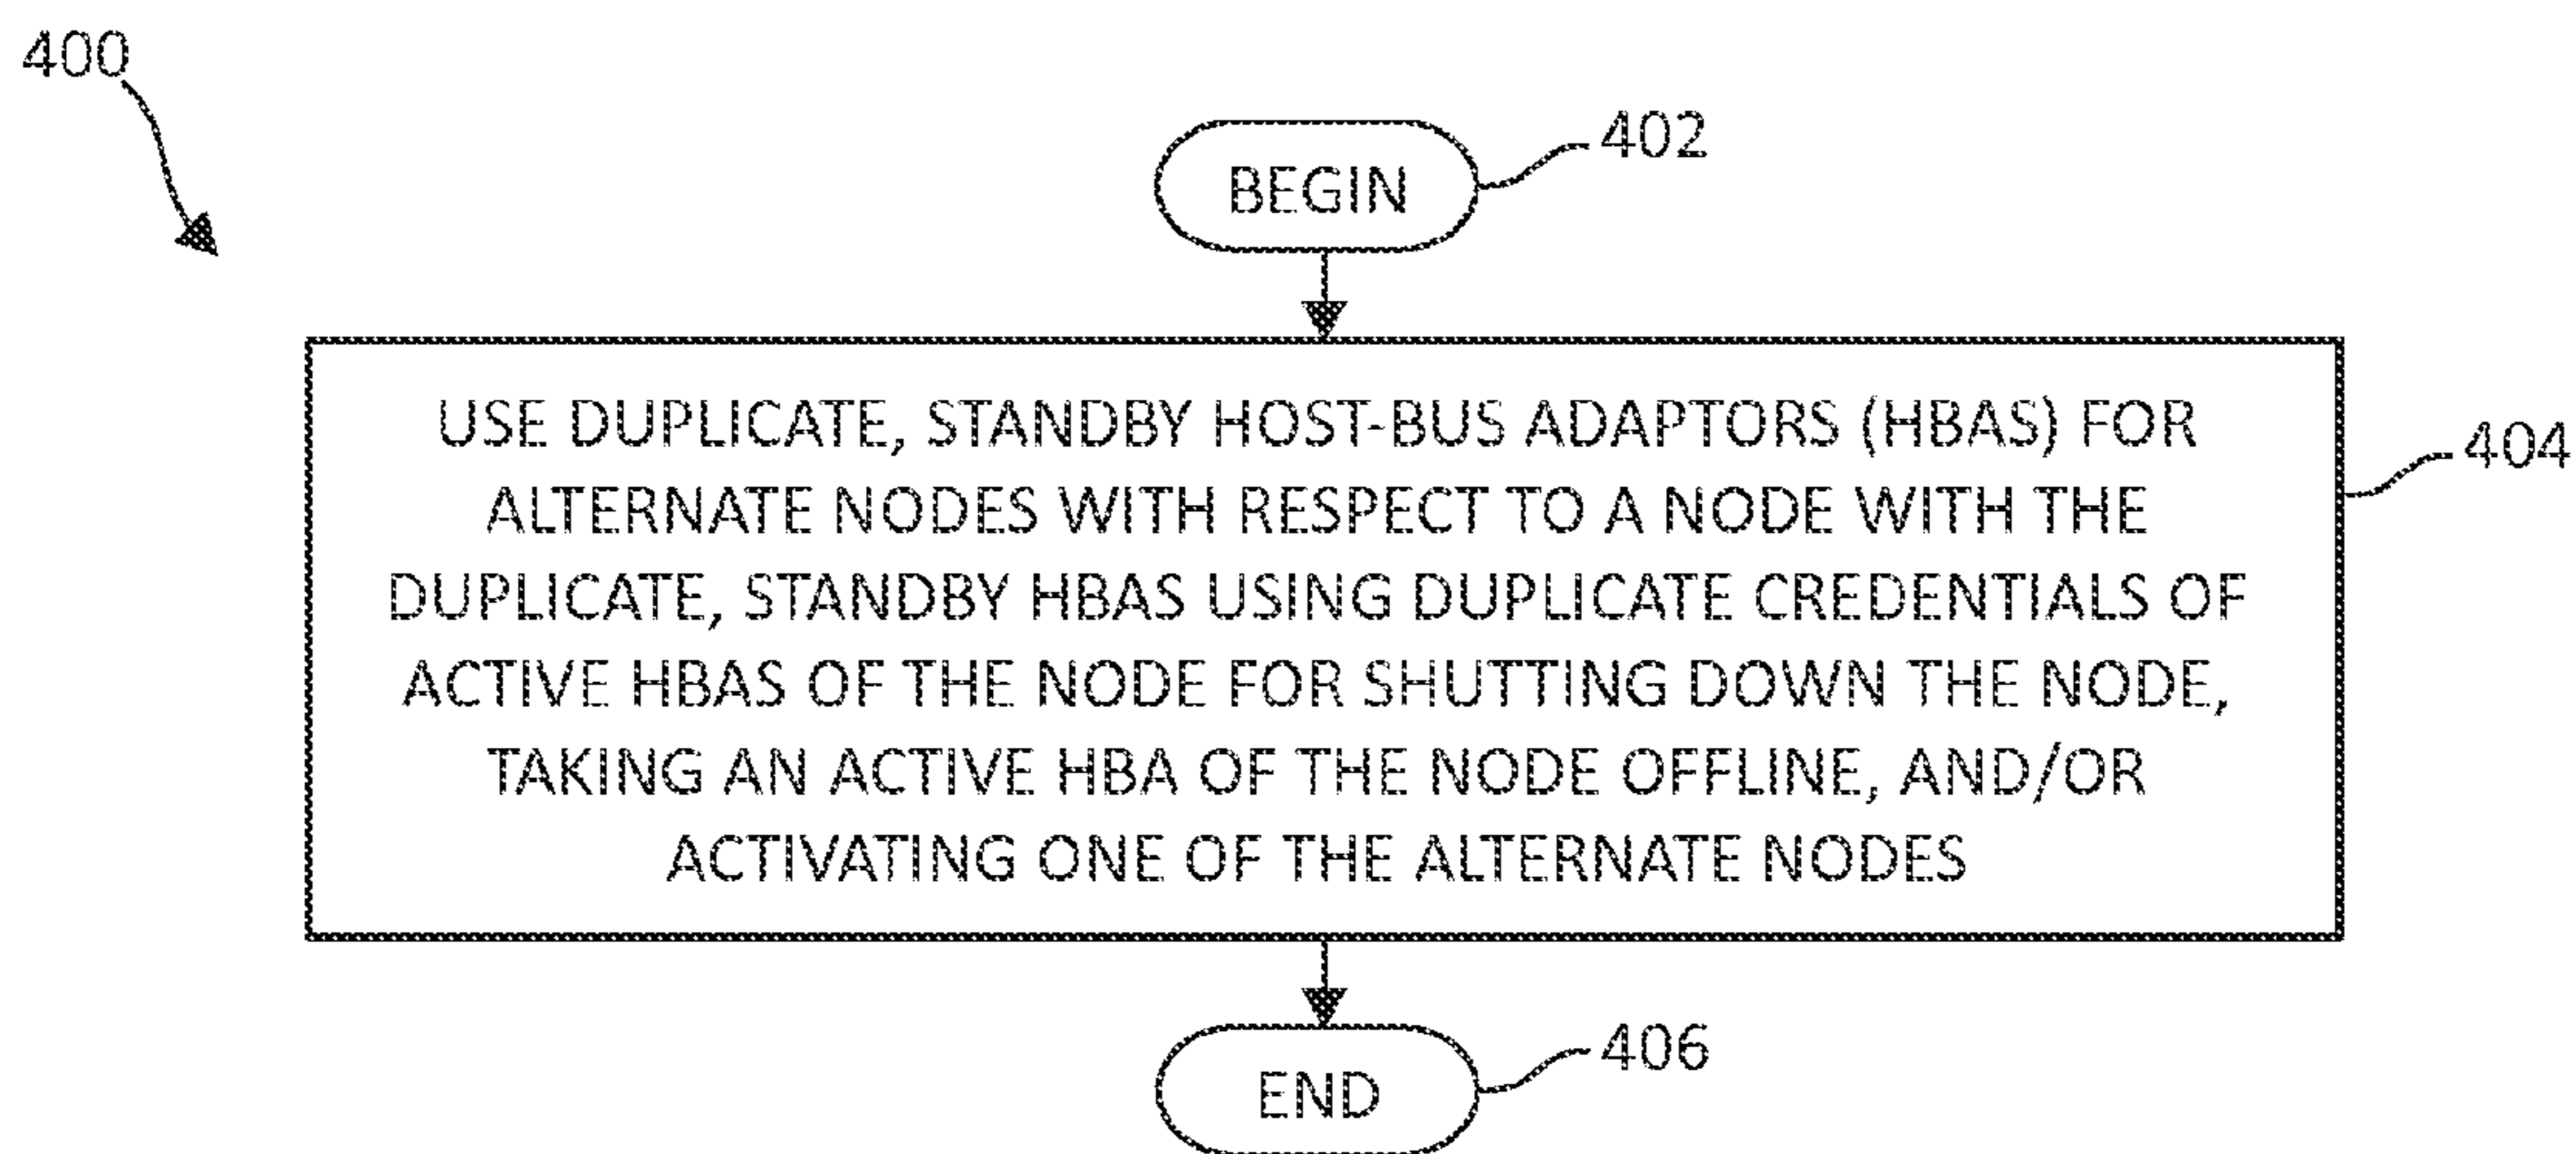 400
BEGIN
402
USE DUPLICATE, STANDBY HOST-BUS ADAPTORS (HBAS) FOR
ALTERNATE NODES WITH RESPECT TO A NODE WITH THE
DUPLICATE, STANDBY HBAS USING DUPLICATE CREDENTIALS OF
ACTIVE HBAS OF THE NODE FOR SHUTTING DOWN THE NODE,
TAKING AN ACTIVE HBA OF THE NODE OFFLINE, AND/OR
ACTIVATING ONE OF THE ALTERNATE NODES
404
END
406